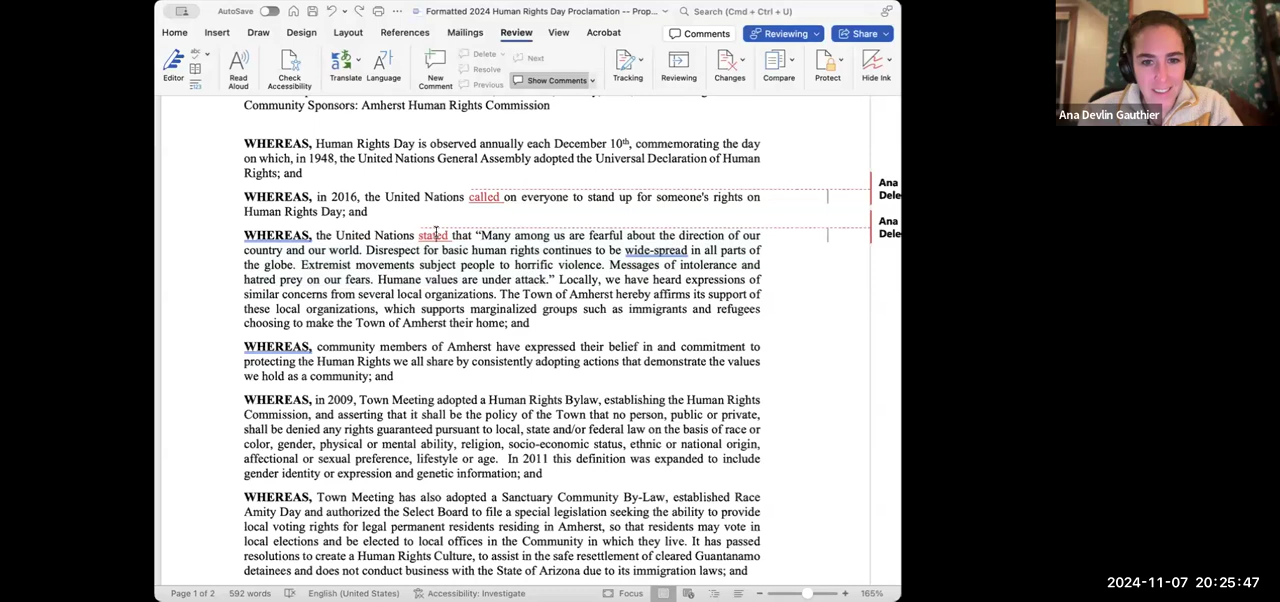 AutoSave
Formatted 2024 Human Rights Day Proclamation -- Prop...
Search (Cmd + Ctrl + U)
Home Insert Draw Design Layout References Mailings Review View Acrobat
Comments Reviewing Share
Editor
Read Aloud
Check Accessibility
Translate Language
New Comment
Delete
Resolve
Previous
Next
Show Comments
Tracking Reviewing Changes Compare Protect Hide Ink
Ana Devlin Gauthier
Community Sponsors: Amherst Human Rights Commission
WHEREAS, Human Rights Day is observed annually each December 10th, commemorating the day
on which, in 1948, the United Nations General Assembly adopted the Universal Declaration of Human
Rights; and
WHEREAS, in 2016, the United Nations called on everyone to stand up for someone's rights on
Human Rights Day; and
WHEREAS, the United Nations stated that “Many among us are fearful about the direction of our
country and our world. Disrespect for basic human rights continues to be wide-spread in all parts of
the globe. Extremist movements subject people to horrific violence. Messages of intolerance and
hatred prey on our fears. Humane values are under attack.” Locally, we have heard expressions of
similar concerns from several local organizations. The Town of Amherst hereby affirms its support of
these local organizations, which supports marginalized groups such as immigrants and refugees
choosing to make the Town of Amherst their home; and
WHEREAS, community members of Amherst have expressed their belief in and commitment to
protecting the Human Rights we all share by consistently adopting actions that demonstrate the values
we hold as a community; and
WHEREAS, in 2009, Town Meeting adopted a Human Rights Bylaw, establishing the Human Rights
Commission, and asserting that it shall be the policy of the Town that no person, public or private,
shall be denied any rights guaranteed pursuant to local, state and/or federal law on the basis of race or
color, gender, physical or mental ability, religion, socio-economic status, ethnic or national origin,
affectional or sexual preference, lifestyle or age. In 2011 this definition was expanded to include
gender identity or expression and genetic information; and
WHEREAS, Town Meeting has also adopted a Sanctuary Community By-Law, established Race
Amity Day and authorized the Select Board to file a special legislation seeking the ability to provide
local voting rights for legal permanent residents residing in Amherst, so that residents may vote in
local elections and be elected to local offices in the Community in which they live. It has passed
resolutions to create a Human Rights Culture, to assist in the safe resettlement of cleared Guantanamo
detainees and does not conduct business with the State of Arizona due to its immigration laws; and
Ana
Dele
Ana
Dele
Page 1 of 2 592 words English (United States) Accessibility: Investigate Focus 165%
2024-11-07 20:25:47